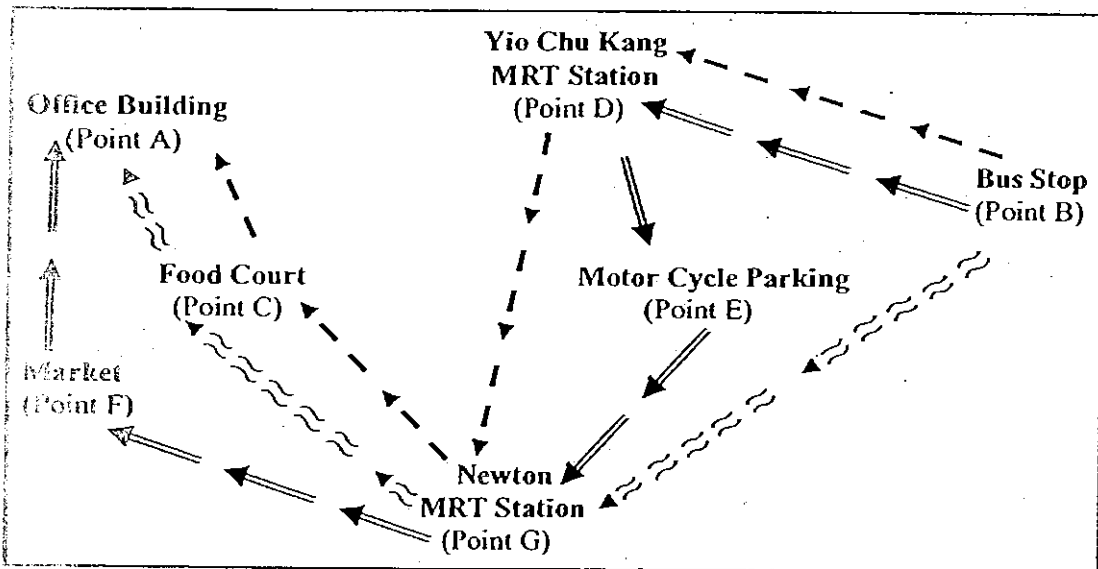 Yio Chu Kang
MRT Station
(Point D)
Office Building
(Point A)
Bus Stop
(Point B)
Food Court
(Point C)
Motor Cycle Parking
(Point E)
Market
(Point F)
Newton
MRT Station
(Point G)